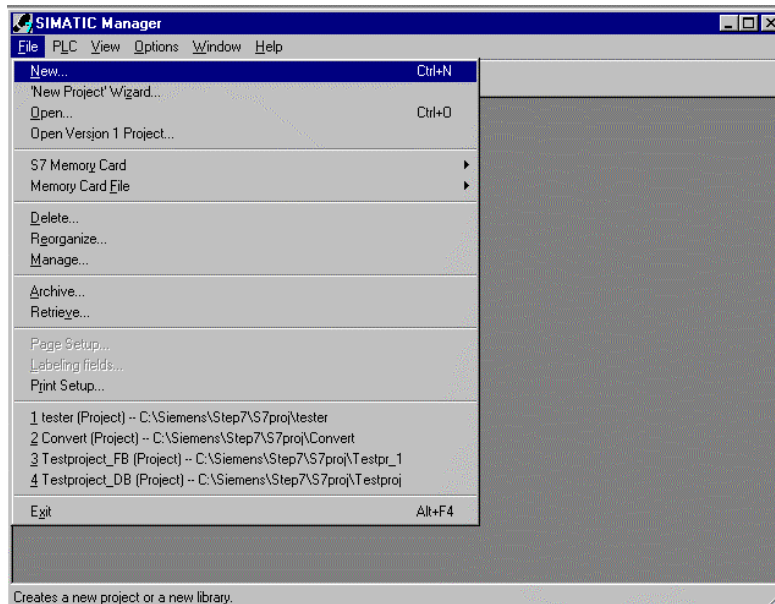 SIMATIC Manager
File PLC View Options Window Help
New... Ctrl+N
'New Project' Wizard...
Open... Ctrl+O
Open Version 1 Project...
S7 Memory Card
Memory Card File
Delete...
Reorganize...
Manage...
Archive...
Retrieve...
Page Setup...
Labeling fields...
Print Setup...
1 tester (Project) -- C:\Siemens\Step7\S7proj\tester
2 Convert (Project) -- C:\Siemens\Step7\S7proj\Convert
3 Testproject_FB (Project) -- C:\Siemens\Step7\S7proj\Testpr_1
4 Testproject_DB (Project) -- C:\Siemens\Step7\S7proj\Testproj
Exit Alt+F4
Creates a new project or a new library.